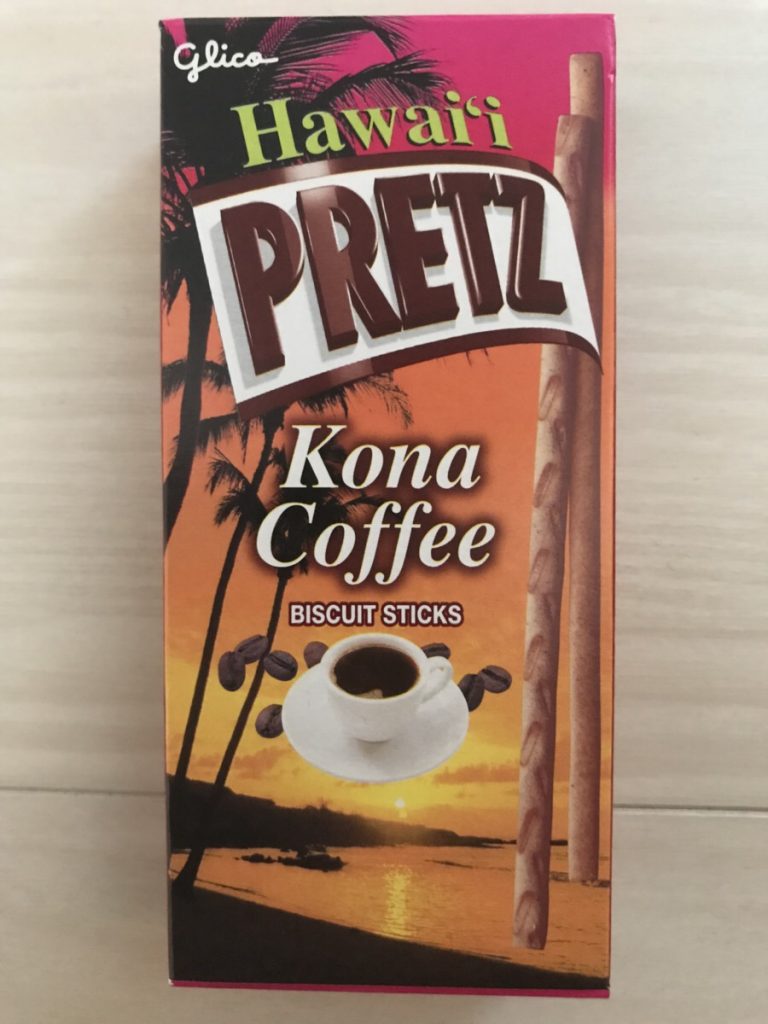 Glico
Hawai‘i
PRETZ
Kona
Coffee
BISCUIT STICKS